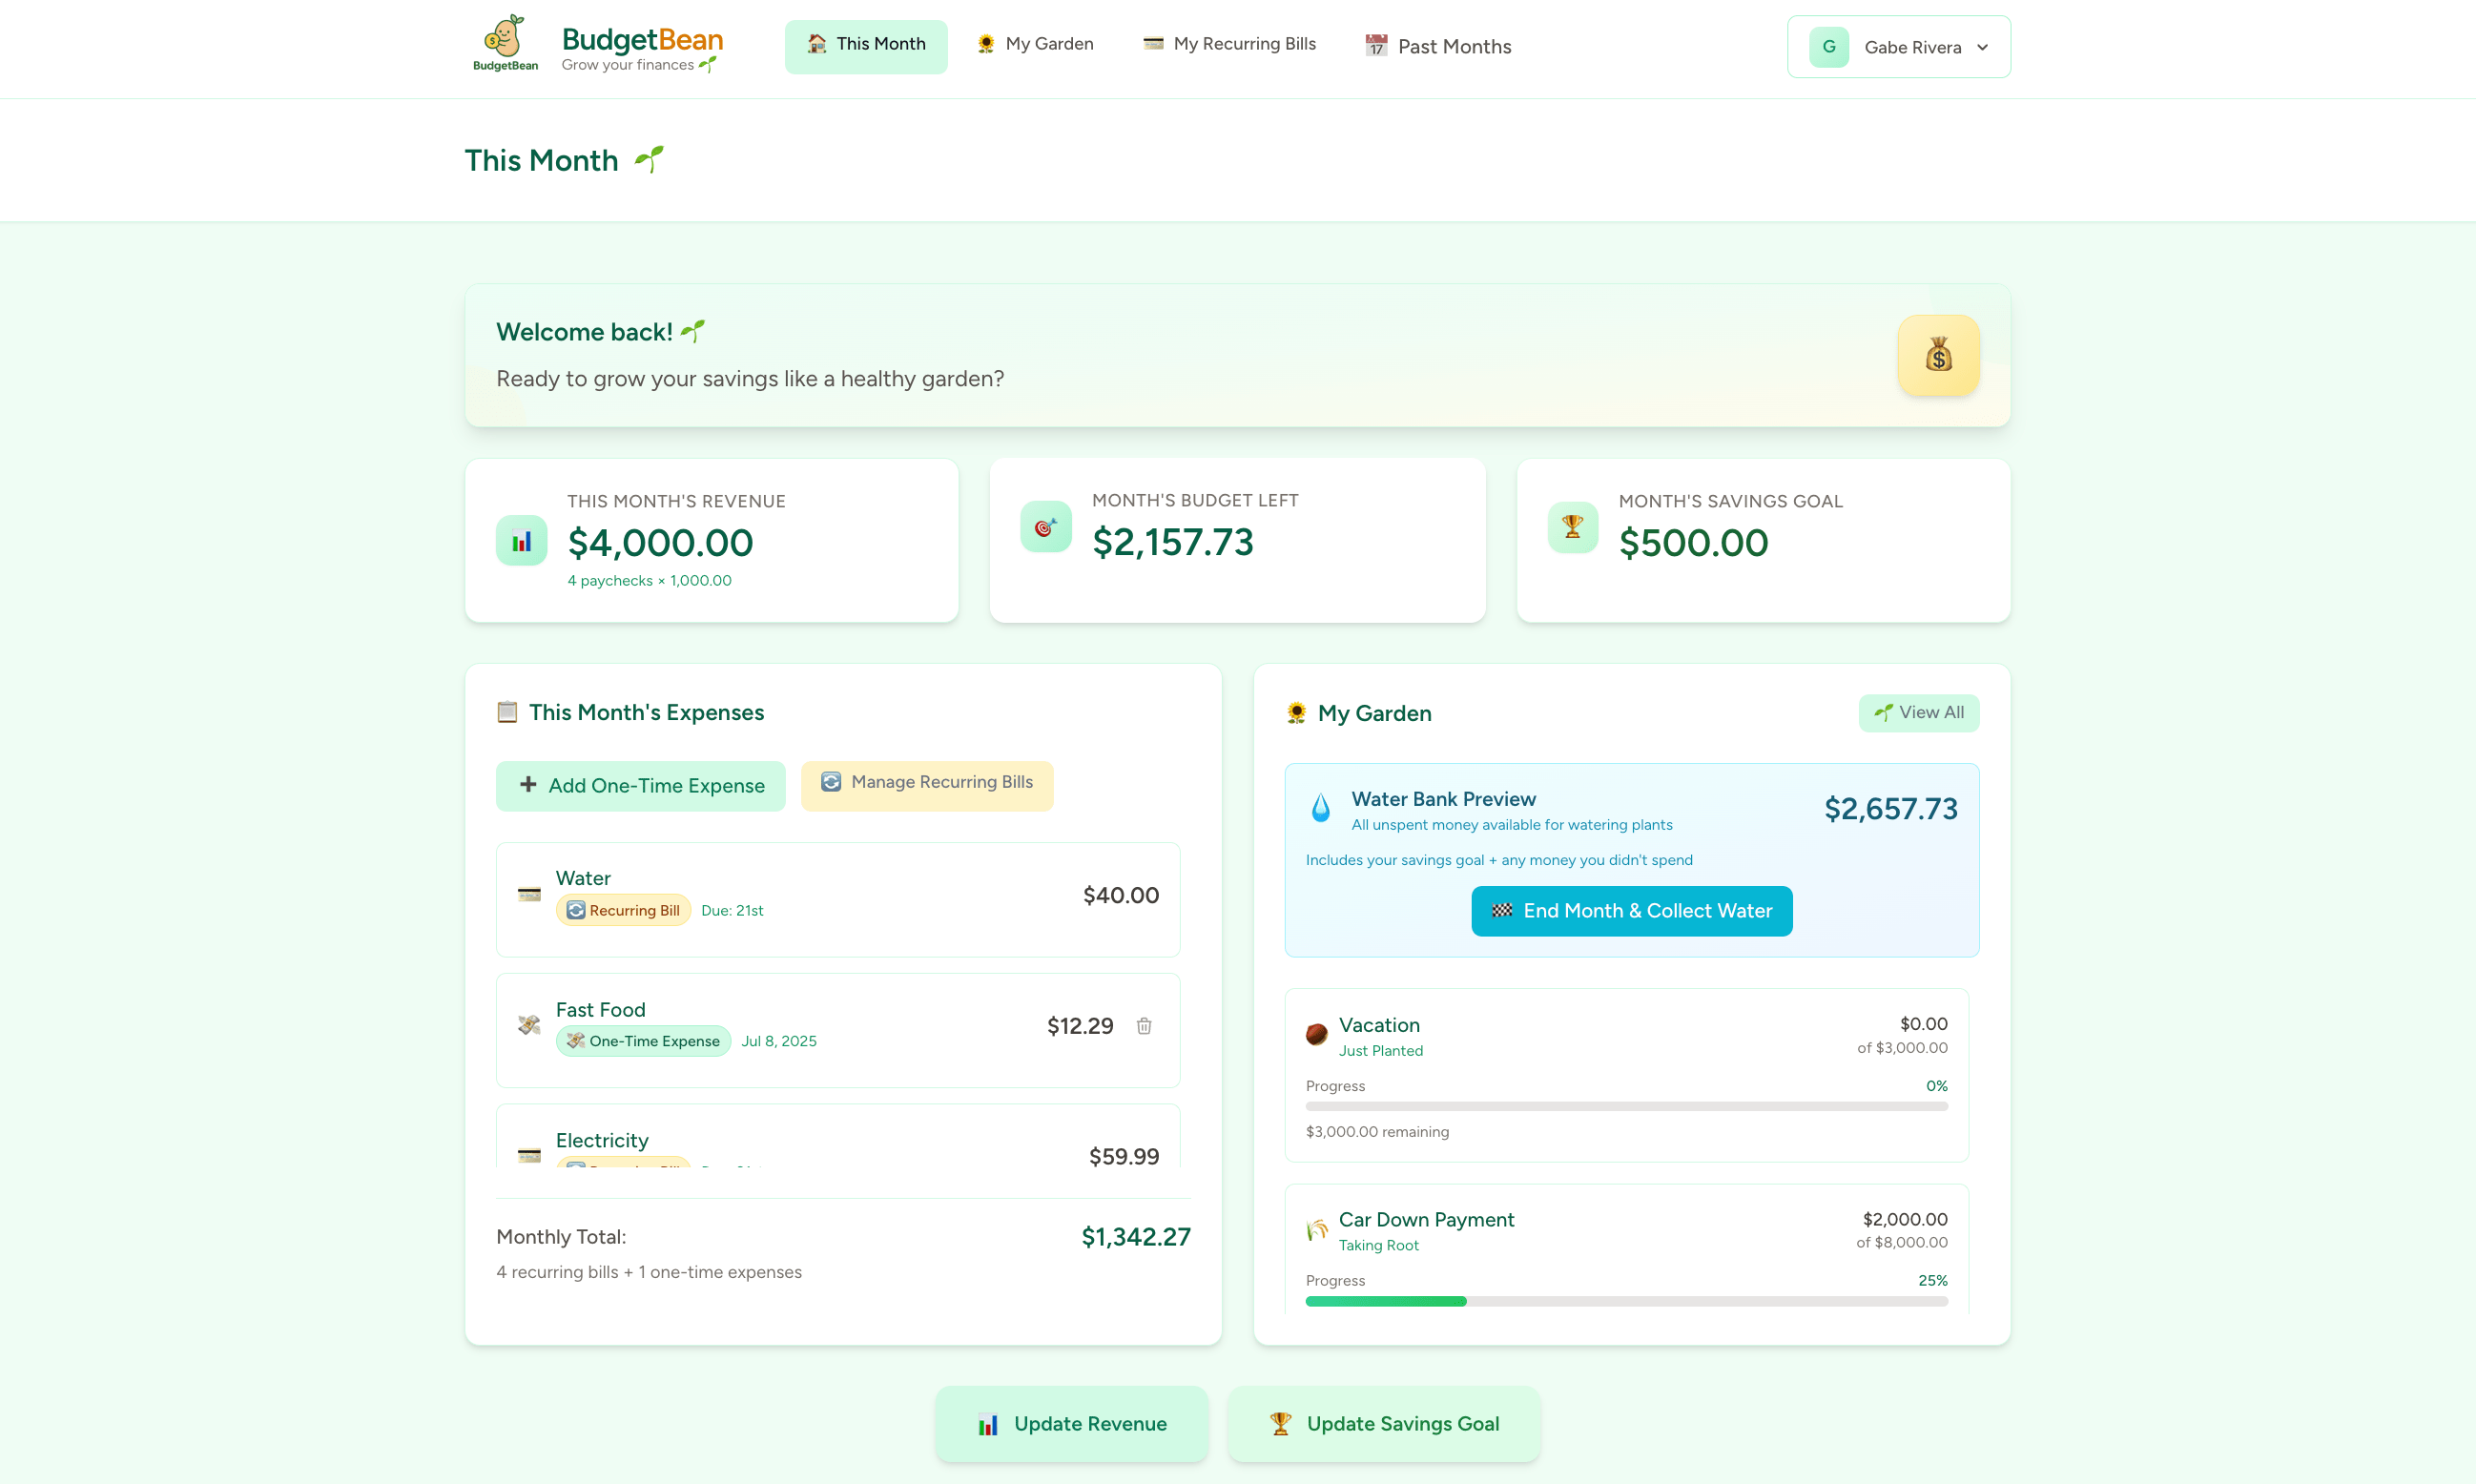 BudgetBean
BudgetBean
Grow your finances
This Month
My Garden
My Recurring Bills
17
Past Months
G
Gabe Rivera
This Month
Welcome back!
Ready to grow your savings like a healthy garden?
THIS MONTH'S REVENUE
$4,000.00
4 paychecks × 1,000.00
MONTH'S BUDGET LEFT
$2,157.73
MONTH'S SAVINGS GOAL
$500.00
This Month's Expenses
Add One-Time Expense
Manage Recurring Bills
Water
Recurring Bill
Due: 21st
$40.00
Fast Food
One-Time Expense
Jul 8, 2025
$12.29
Electricity
$59.99
Monthly Total:
$1,342.27
4 recurring bills + 1 one-time expenses
My Garden
View All
Water Bank Preview
$2,657.73
All unspent money available for watering plants
Includes your savings goal + any money you didn't spend
End Month & Collect Water
Vacation
Just Planted
$0.00
of $3,000.00
Progress
0%
$3,000.00 remaining
Car Down Payment
Taking Root
$2,000.00
of $8,000.00
Progress
25%
Update Revenue
Update Savings Goal